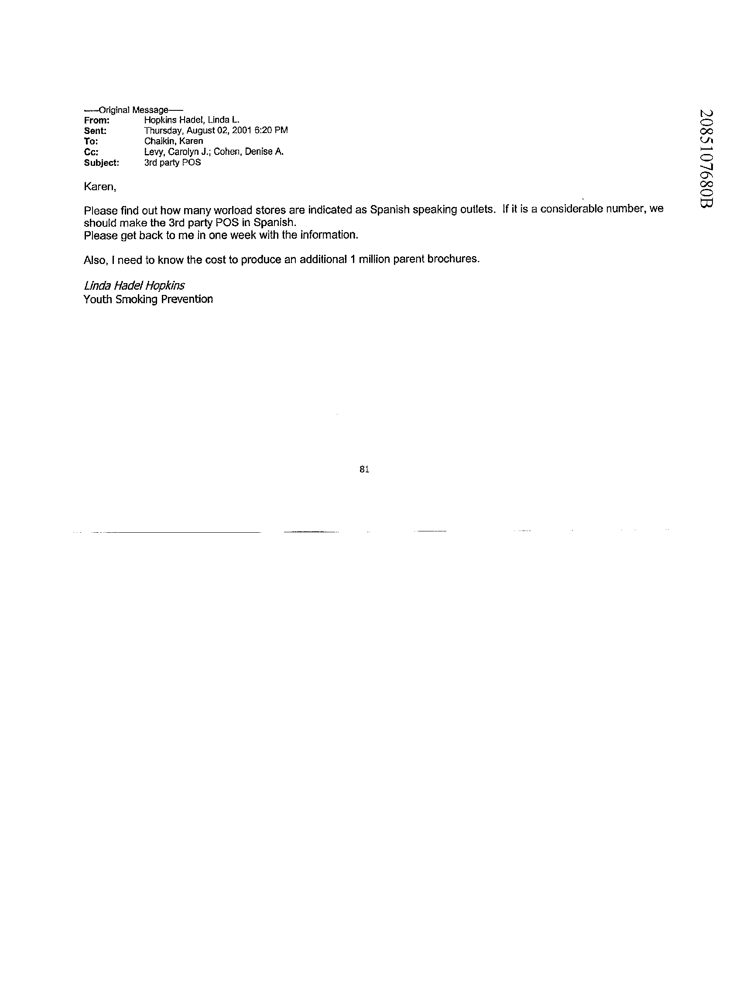 -----Original Message-----
From: Hopkins Hadel, Linda L.
Sent: Thursday, August 02, 2001 6:20 PM
To: Chaikin, Karen
Cc: Levy, Carolyn J.; Cohen, Denise A.
Subject: 3rd party POS
Karen,
Please find out how many worload stores are indicated as Spanish speaking outlets. If it is a considerable number, we
should make the 3rd party POS in Spanish.
Please get back to me in one week with the information.
Also, I need to know the cost to produce an additional 1 million parent brochures.
Linda Hadel Hopkins
Youth Smoking Prevention
81
2085107680B